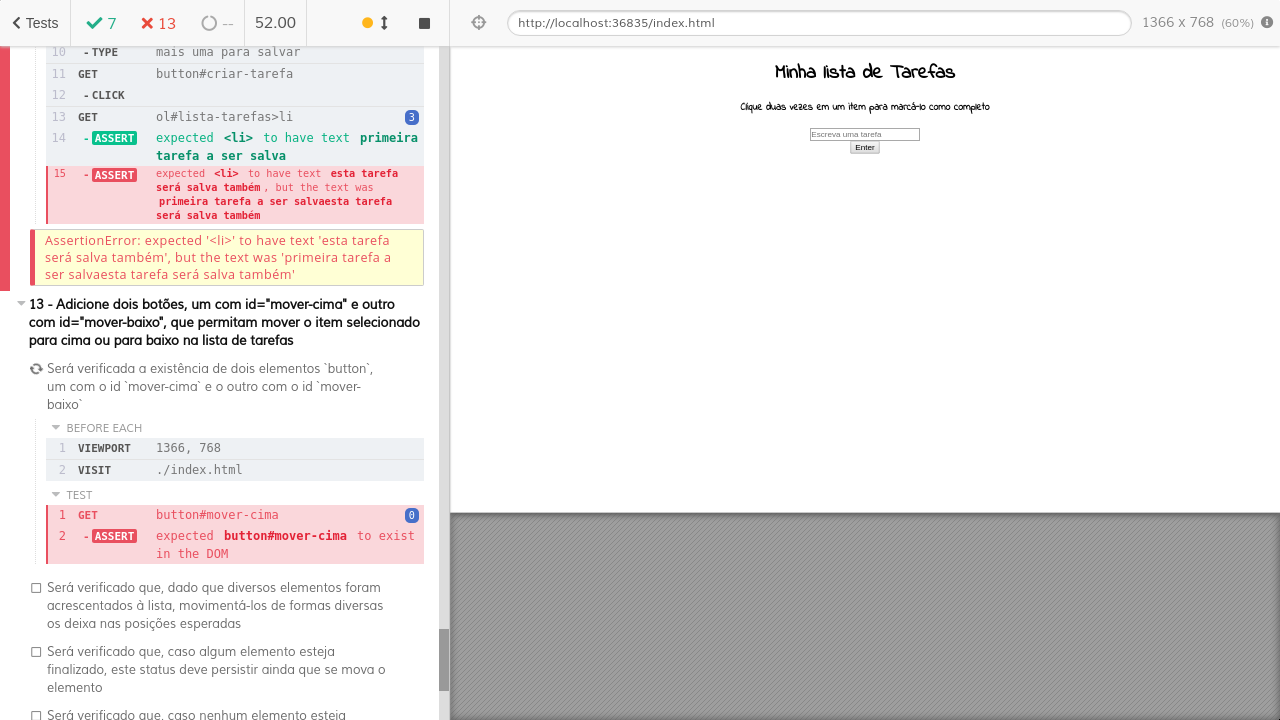 Tests
7
13
--
52.00
http://localhost:36835/index.html
1366 x 768 (60%)
10 - TYPE mais uma para salvar
11 GET button#criar-tarefa
12 - CLICK
13 GET ol#lista-tarefas>li 3
14 - ASSERT expected <li> to have text primeira
tarefa a ser salva
15 - ASSERT expected <li> to have text esta tarefa
será salva também , but the text was
primeira tarefa a ser salvaesta tarefa
será salva também
AssertionError: expected '<li>' to have text 'esta tarefa
será salva também', but the text was 'primeira tarefa a
ser salvaesta tarefa será salva também'
13 - Adicione dois botões, um com id="mover-cima" e outro
com id="mover-baixo", que permitam mover o item selecionado
para cima ou para baixo na lista de tarefas
Será verificada a existência de dois elementos `button`,
um com o id `mover-cima` e o outro com o id `mover-
baixo`
BEFORE EACH
1 VIEWPORT 1366, 768
2 VISIT ./index.html
TEST
1 GET button#mover-cima 0
2 - ASSERT expected button#mover-cima to exist
in the DOM
Será verificado que, dado que diversos elementos foram
acrescentados à lista, movimentá-los de formas diversas
os deixa nas posições esperadas
Será verificado que, caso algum elemento esteja
finalizado, este status deve persistir ainda que se mova o
elemento
Será verificado que, caso nenhum elemento esteja
Minha lista de Tarefas
Clique duas vezes em um item para marcá-lo como completo
Escreva uma tarefa
Enter